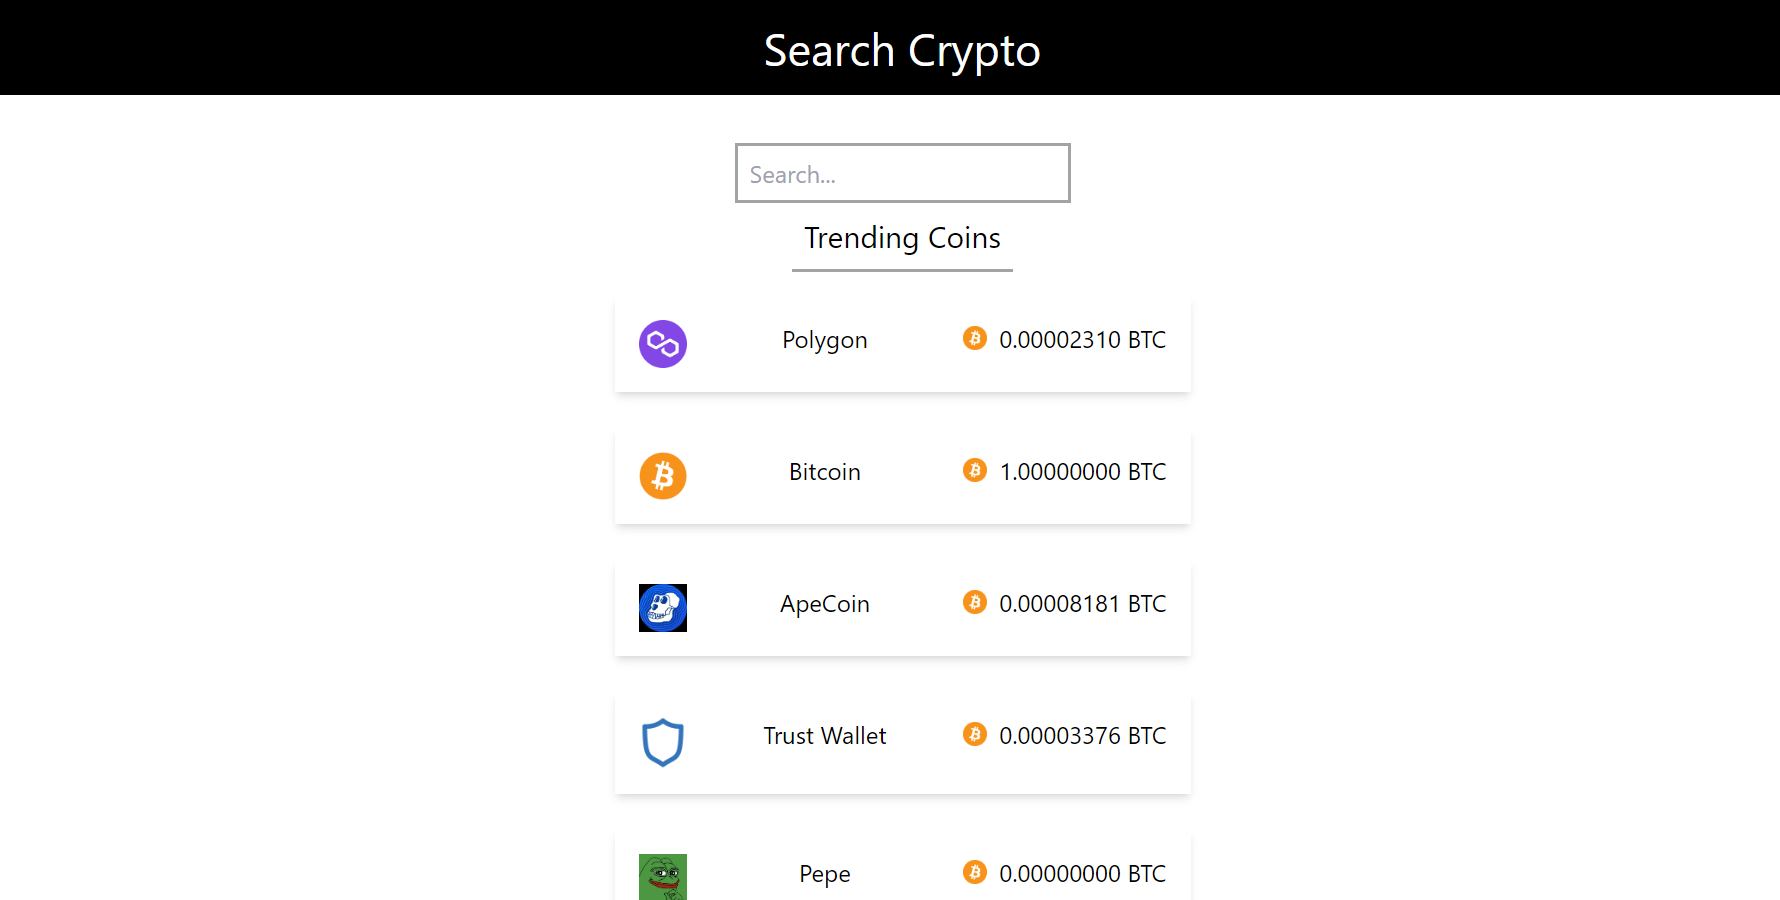 Search Crypto
Search...
Trending Coins
Polygon 0.00002310 BTC
Bitcoin 1.00000000 BTC
ApeCoin 0.00008181 BTC
Trust Wallet 0.00003376 BTC
Pepe 0.00000000 BTC